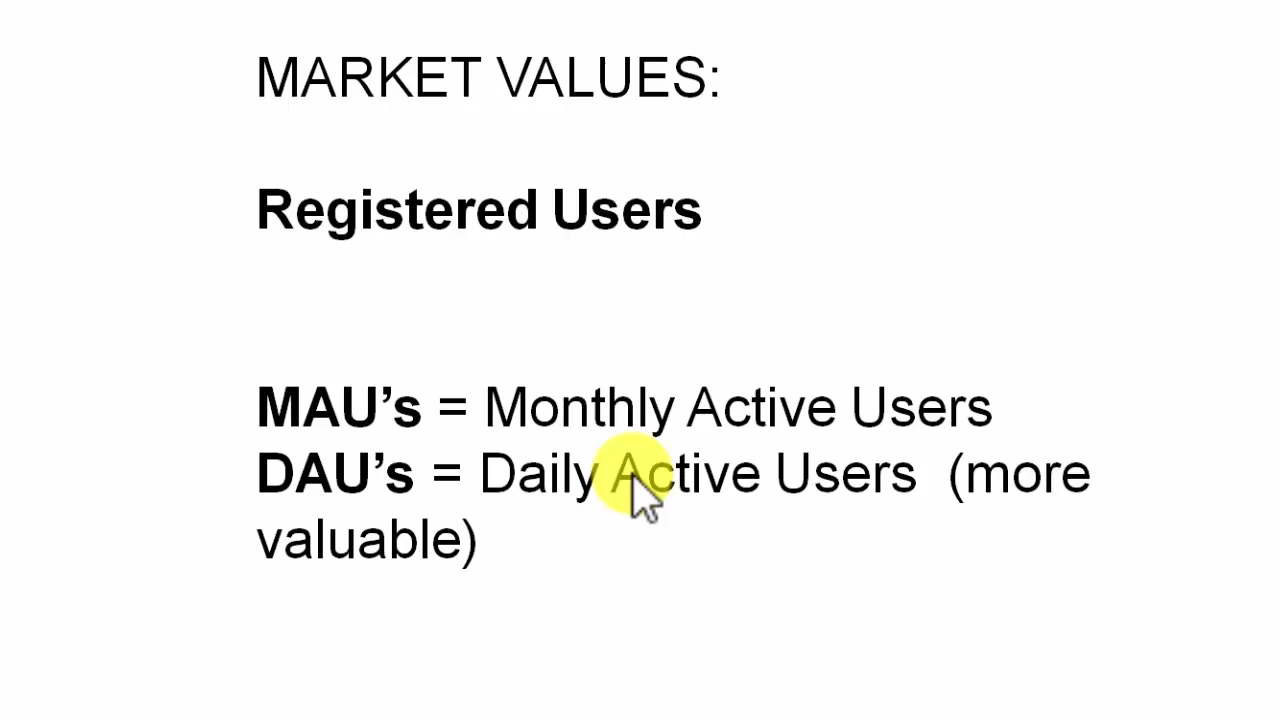 MARKET VALUES:
Registered Users
MAU’s = Monthly Active Users
DAU’s = Daily Active Users  (more
valuable)